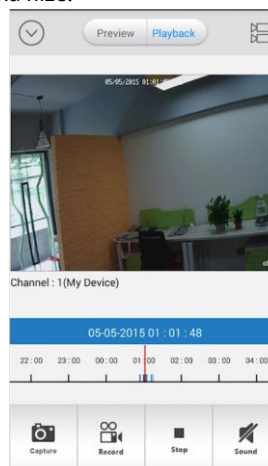 Preview Playback
05/05/2015 01:01
Channel : 1(My Device)
05-05-2015 01 : 01 : 48
22 : 00 23 : 00 00 : 00 01 : 00 02 : 00 03 : 00 04 : 00
Capture Record Stop Sound